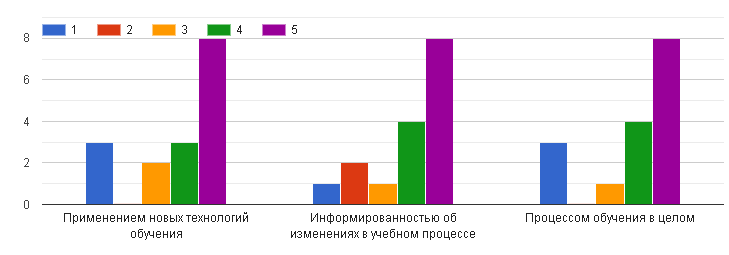 1 2 3 4 5
8
6
4
2
0
Применением новых технологий
обучения
Информированностью об
изменениях в учебном процессе
Процессом обучения в целом